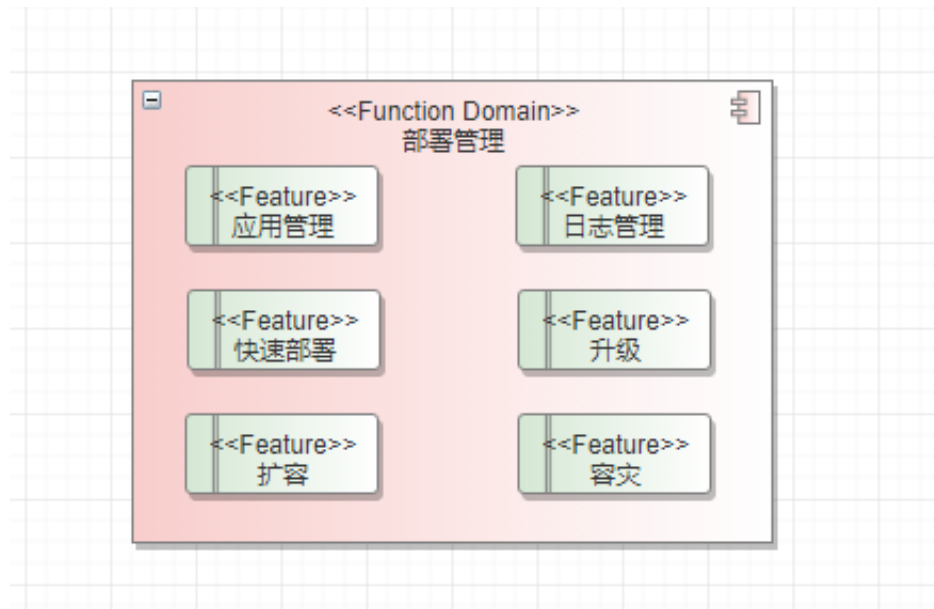 <<Function Domain>>
部署管理
<<Feature>>
应用管理
<<Feature>>
日志管理
<<Feature>>
快速部署
<<Feature>>
升级
<<Feature>>
扩容
<<Feature>>
容灾